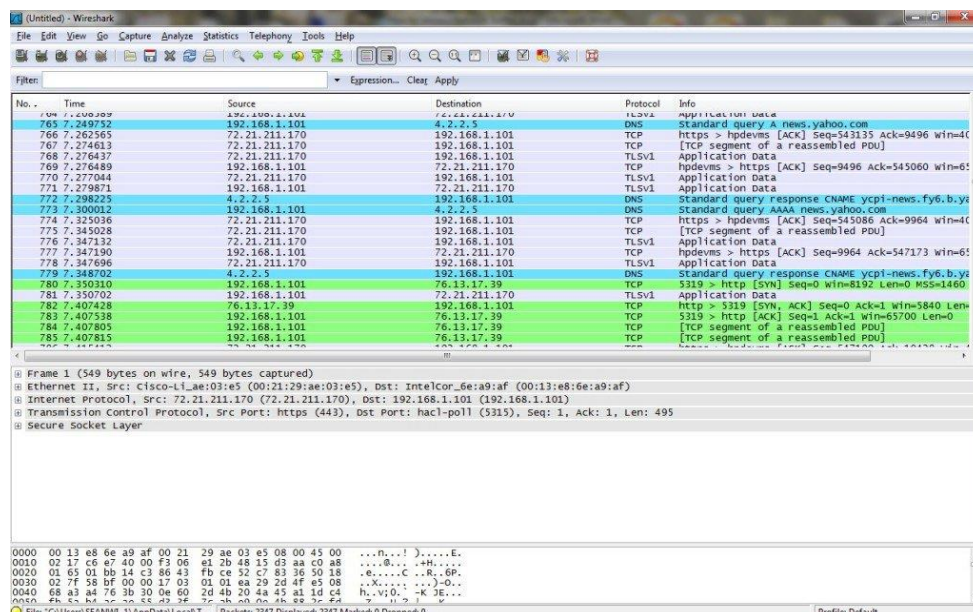 (Untitled) - Wireshark
File Edit View Go Capture Analyze Statistics Telephony Tools Help
Filter: Expression... Clear Apply
No. . Time Source Destination Protocol Info
765 7.249752 192.168.1.101 4.2.2.5 DNS Standard query A news.yahoo.com
766 7.262565 72.21.211.170 192.168.1.101 TCP https > hpdevms [ACK] Seq=543135 Ack=9496 Win=40
767 7.274613 72.21.211.170 192.168.1.101 TCP [TCP segment of a reassembled PDU]
768 7.276437 72.21.211.170 192.168.1.101 TLSv1 Application Data
769 7.276489 192.168.1.101 72.21.211.170 TCP hpdevms > https [ACK] Seq=9496 Ack=545060 Win=65
770 7.277044 72.21.211.170 192.168.1.101 TLSv1 Application Data
771 7.279871 192.168.1.101 72.21.211.170 TLSv1 Application Data
772 7.298225 4.2.2.5 192.168.1.101 DNS Standard query response CNAME ycpi-news.fy6.b.ya
773 7.300012 192.168.1.101 4.2.2.5 DNS Standard query AAAA news.yahoo.com
774 7.325036 72.21.211.170 192.168.1.101 TCP https > hpdevms [ACK] Seq=545086 Ack=9964 Win=40
775 7.345028 72.21.211.170 192.168.1.101 TCP [TCP segment of a reassembled PDU]
776 7.347132 72.21.211.170 192.168.1.101 TLSv1 Application Data
777 7.347190 192.168.1.101 72.21.211.170 TCP hpdevms > https [ACK] Seq=9964 Ack=547173 Win=65
778 7.347696 72.21.211.170 192.168.1.101 TLSv1 Application Data
779 7.348702 4.2.2.5 192.168.1.101 DNS Standard query response CNAME ycpi-news.fy6.b.ya
780 7.350310 192.168.1.101 76.13.17.39 TCP 5319 > http [SYN] Seq=0 Win=8192 Len=0 MSS=1460
781 7.350702 192.168.1.101 72.21.211.170 TLSv1 Application Data
782 7.407428 76.13.17.39 192.168.1.101 TCP http > 5319 [SYN, ACK] Seq=0 Ack=1 Win=5840 Len=
783 7.407538 192.168.1.101 76.13.17.39 TCP 5319 > http [ACK] Seq=1 Ack=1 Win=65700 Len=0
784 7.407805 192.168.1.101 76.13.17.39 TCP [TCP segment of a reassembled PDU]
785 7.407815 192.168.1.101 76.13.17.39 TCP [TCP segment of a reassembled PDU]
Frame 1 (549 bytes on wire, 549 bytes captured)
Ethernet II, Src: Cisco-Li_ae:03:e5 (00:21:29:ae:03:e5), Dst: IntelCor_6e:a9:af (00:13:e8:6e:a9:af)
Internet Protocol, Src: 72.21.211.170 (72.21.211.170), Dst: 192.168.1.101 (192.168.1.101)
Transmission Control Protocol, Src Port: https (443), Dst Port: hacl-poll (5315), Seq: 1, Ack: 1, Len: 495
Secure Socket Layer
0000 00 13 e8 6e a9 af 00 21 29 ae 03 e5 08 00 45 00 ...n...! ).....E.
0010 02 17 c6 e7 40 00 f3 06 e1 2b 48 15 d3 aa c0 a8 ....@... .+H.....
0020 01 65 01 bb 14 c3 86 43 fb ce 52 c7 83 36 50 18 .e.....C ..R..6P.
0030 02 7f 58 bf 00 00 17 03 01 01 ea 29 2d 4f e5 08 ..X..... ...)-O..
0040 68 a3 a4 76 3b 30 0e 60 2d 4b 20 4a 45 a1 1d c4 h..v;0.` -K JE...